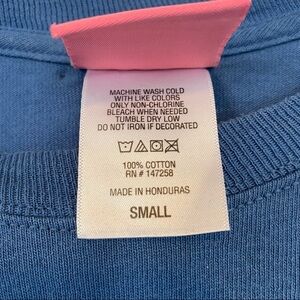 MACHINE WASH COLD
WITH LIKE COLORS
ONLY NON-CHLORINE
BLEACH WHEN NEEDED
TUMBLE DRY LOW
DO NOT IRON IF DECORATED
100% COTTON
RN # 147258
MADE IN HONDURAS
SMALL